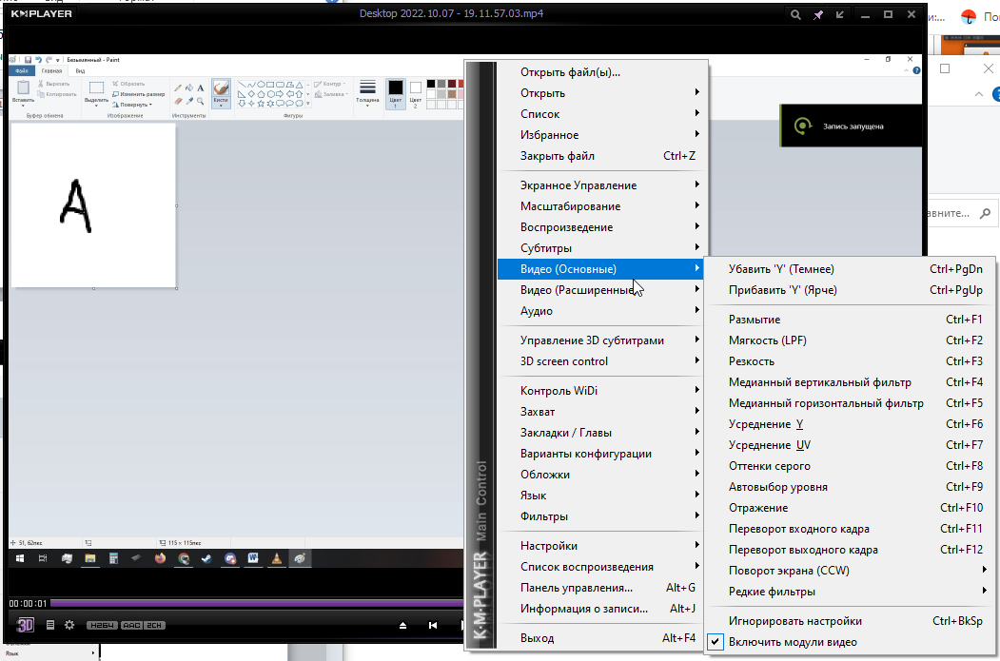 K·M·PLAYER
Desktop 2022.10.07 - 19.11.57.03.mp4
Безымянный - Paint
Файл
Главная
Вид
Вставить
Вырезать
Копировать
Буфер обмена
Выделить
Обрезать
Изменить размер
Повернуть
Изображение
A
Инструменты
Кисти
Фигуры
Контур
Заливка
Толщина
Цвет 1
Цвет 2
Запись запущена
A
51, 62пкс
115 × 115пкс
00:00:01
3D
H264
AAC
2CH
K·M·PLAYER Main Control
Открыть файл(ы)...
Открыть
Список
Избранное
Закрыть файл Ctrl+Z
Экранное Управление
Масштабирование
Воспроизведение
Субтитры
Видео (Основные)
Видео (Расширенные
Аудио
Управление 3D субтитрами
3D screen control
Контроль WiDi
Захват
Закладки / Главы
Варианты конфигурации
Обложки
Язык
Фильтры
Настройки
Список воспроизведения
Панель управления... Alt+G
Информация о записи... Alt+J
Выход Alt+F4
Убавить 'Y' (Темнее) Ctrl+PgDn
Прибавить 'Y' (Ярче) Ctrl+PgUp
Размытие Ctrl+F1
Мягкость (LPF) Ctrl+F2
Резкость Ctrl+F3
Медианный вертикальный фильтр Ctrl+F4
Медианный горизонтальный фильтр Ctrl+F5
Усреднение Y Ctrl+F6
Усреднение UV Ctrl+F7
Оттенки серого Ctrl+F8
Автовыбор уровня Ctrl+F9
Отражение Ctrl+F10
Переворот входного кадра Ctrl+F11
Переворот выходного кадра Ctrl+F12
Поворот экрана (CCW)
Редкие фильтры
Игнорировать настройки Ctrl+BkSp
Включить модули видео
Язык